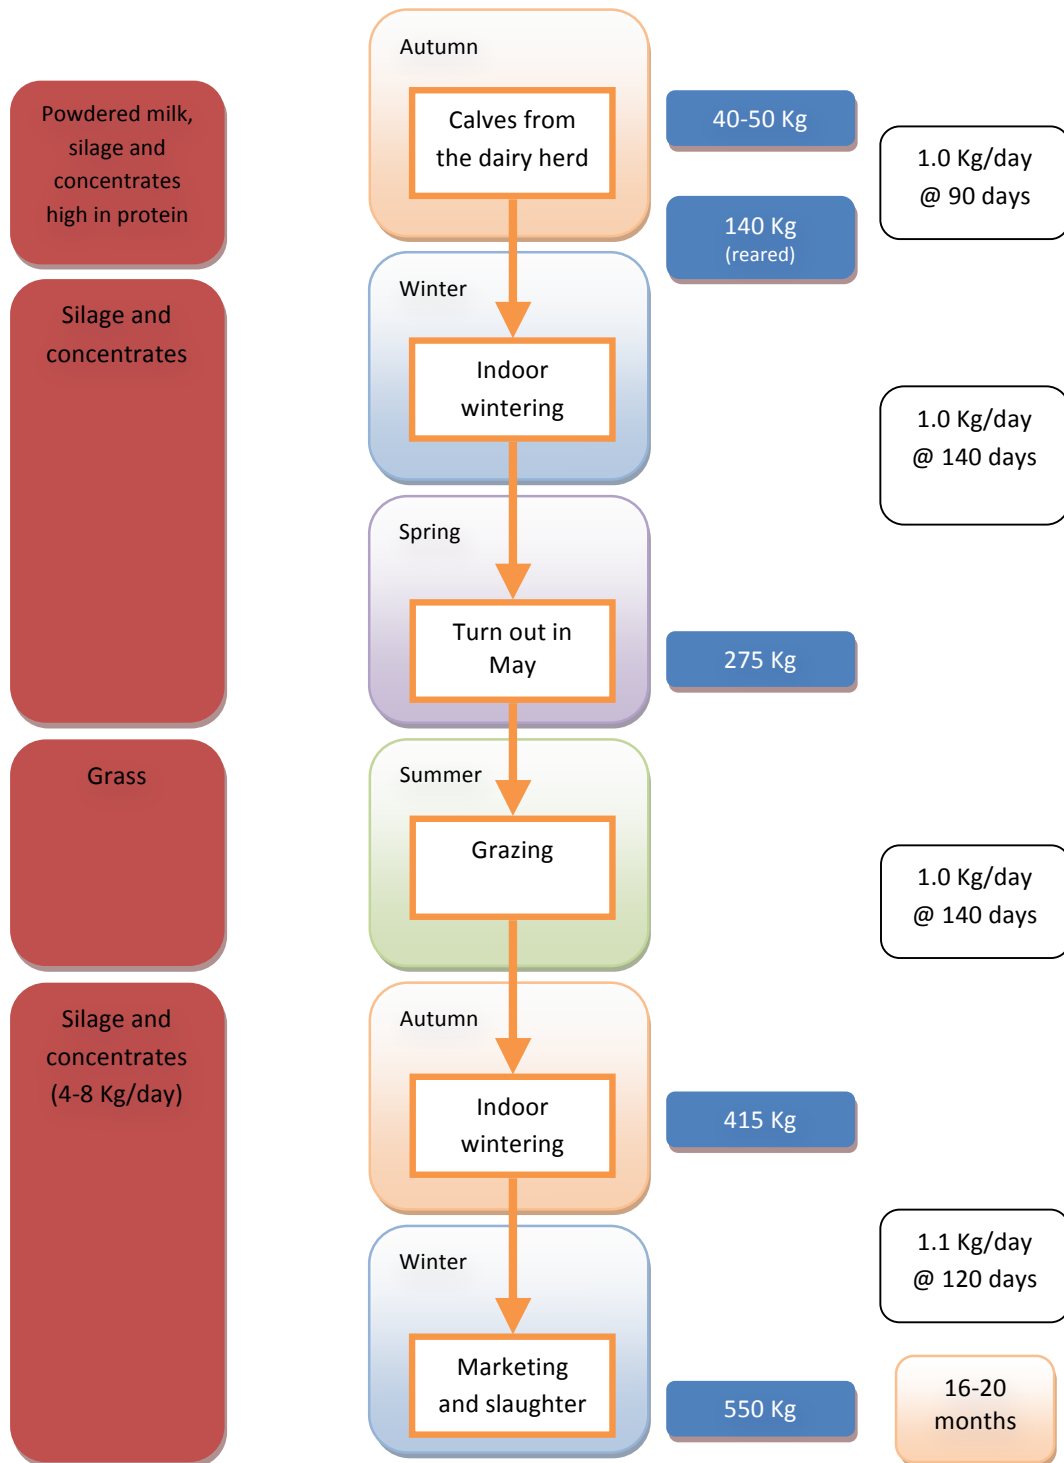 Autumn
Powdered milk,
silage and
concentrates
high in protein
Calves from
the dairy herd
40-50 Kg
1.0 Kg/day
@ 90 days
140 Kg
(reared)
Winter
Silage and
concentrates
Indoor
wintering
1.0 Kg/day
@ 140 days
Spring
Turn out in
May
275 Kg
Grass
Summer
Grazing
1.0 Kg/day
@ 140 days
Autumn
Silage and
concentrates
(4-8 Kg/day)
Indoor
wintering
415 Kg
1.1 Kg/day
@ 120 days
Winter
Marketing
and slaughter
550 Kg
16-20
months